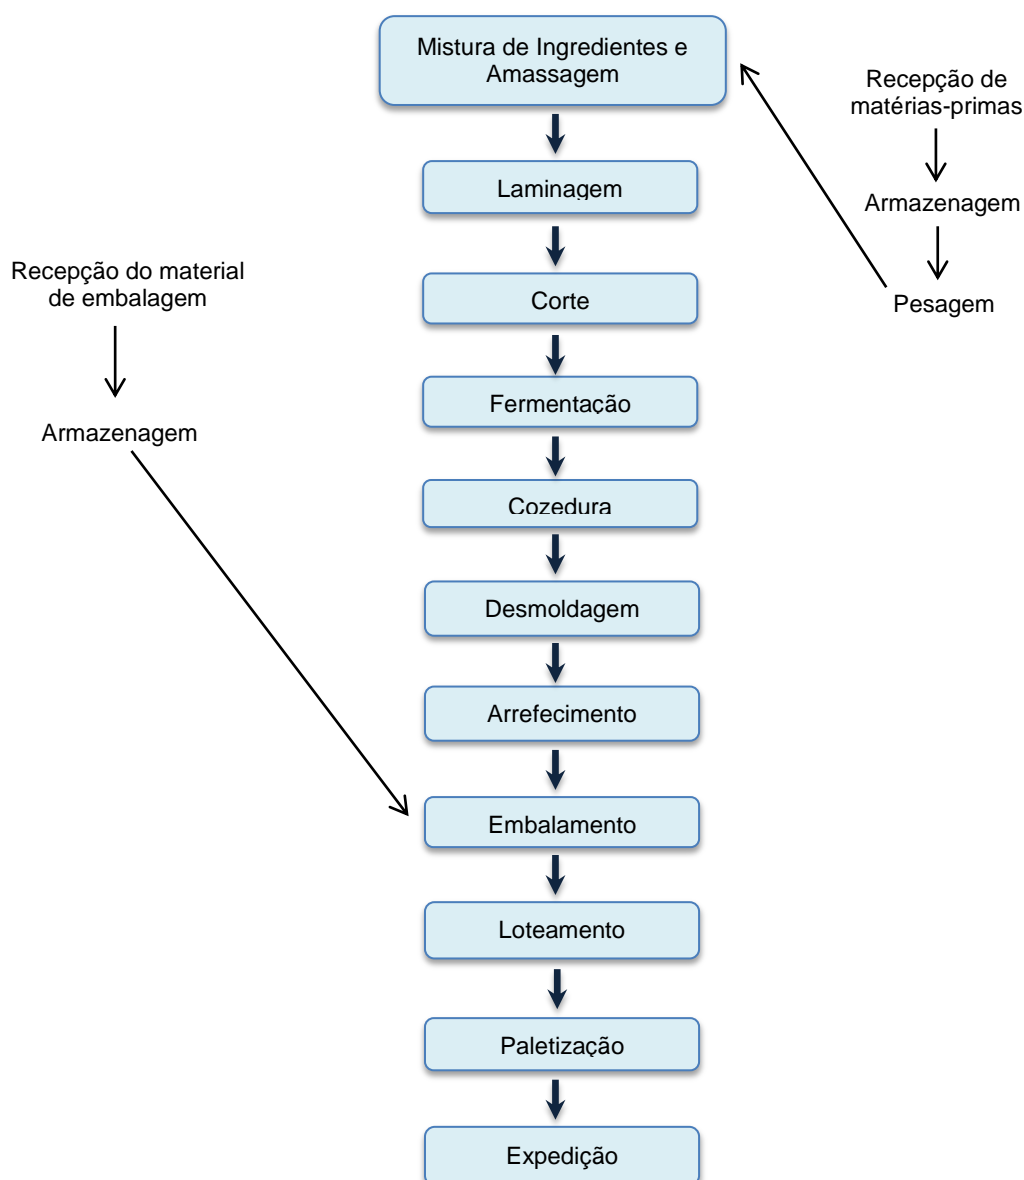 Mistura de Ingredientes e
Amassagem
Recepção de
matérias-primas
Laminagem
Armazenagem
Recepção do material
de embalagem
Corte
Pesagem
Fermentação
Armazenagem
Cozedura
Desmoldagem
Arrefecimento
Embalamento
Loteamento
Paletização
Expedição